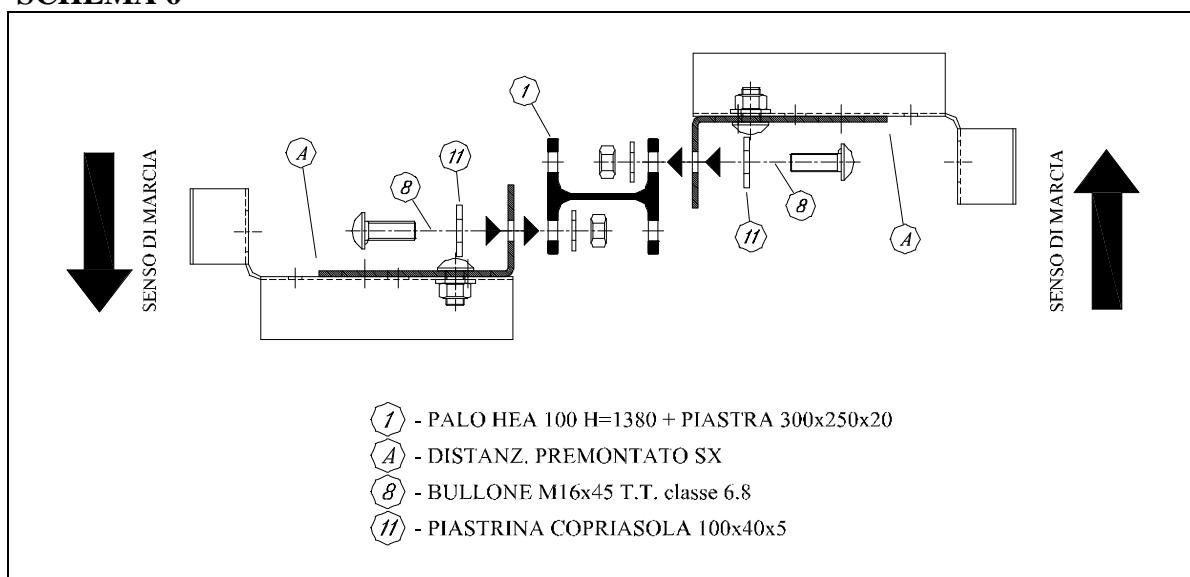 SCHEMA 6
1
A
11
8
SENSO DI MARCIA
11
8
A
SENSO DI MARCIA
1 - PALO HEA 100 H=1380 + PIASTRA 300x250x20
A - DISTANZ. PREMONTATO SX
8 - BULLONE M16x45 T.T. classe 6.8
11 - PIASTRINA COPRIASOLA 100x40x5